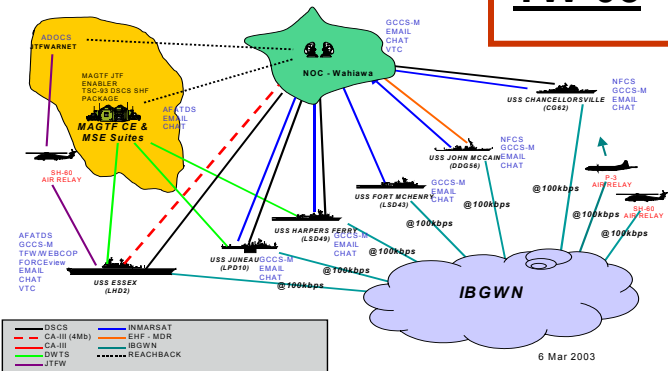 ADOCS
JTFWARNET
MAGTF JTF
ENABLER
TSC-93 DSCS SHF
PACKAGE
MAGTF CE &
MSE Suites
AFATDS
EMAIL
CHAT
NOC - Wahiawa
GCCS-M
EMAIL
CHAT
VTC
USS CHANCELLORSVILLE
(CG62)
NFCS
GCCS-M
EMAIL
CHAT
USS JOHN MCCAIN
(DDG56)
NFCS
GCCS-M
EMAIL
CHAT
SH-60
AIR RELAY
P-3
AIR RELAY
SH-60
AIR RELAY
USS FORT MCHENRY
(LSD43)
GCCS-M
EMAIL
CHAT
@100kbps
@100kbps
@100kbps
USS HARPERS FERRY
(LSD49)
GCCS-M
EMAIL
CHAT
@100kbps
USS JUNEAU
(LPD10)
GCCS-M
EMAIL
CHAT
@100kbps
AFATDS
GCCS-M
TFW/WEBCOP
FORCEview
EMAIL
CHAT
VTC
USS ESSEX
(LHD2)
@100kbps
IBGWN
DSCS
CA-III (4Mb)
CA-III
DWTS
JTFW
INMARSAT
EHF - MDR
IBGWN
REACHBACK
6 Mar 2003